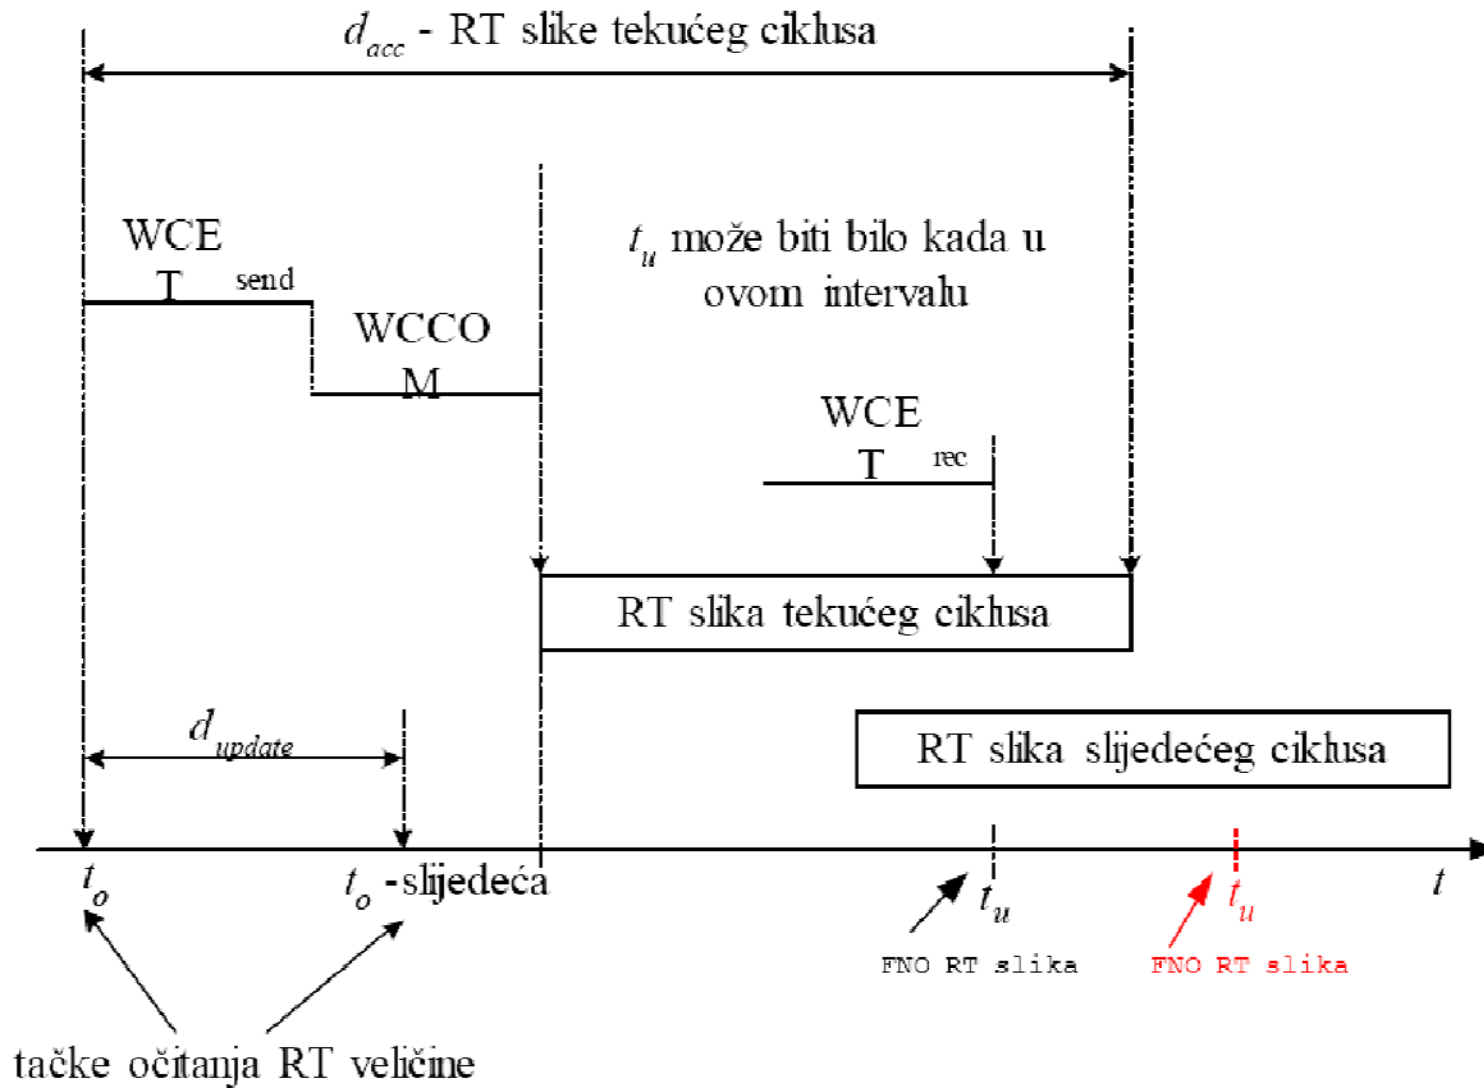 d_acc - RT slike tekućeg ciklusa
WCE
T send
WCCO
M
t_u može biti bilo kada u
ovom intervalu
WCE
T rec
RT slika tekućeg ciklusa
d_update
RT slika slijedećeg ciklusa
t_o
t_o -slijedeća
t_u
t_u
t
FNO RT slika
FNO RT slika
tačke očitanja RT veličine